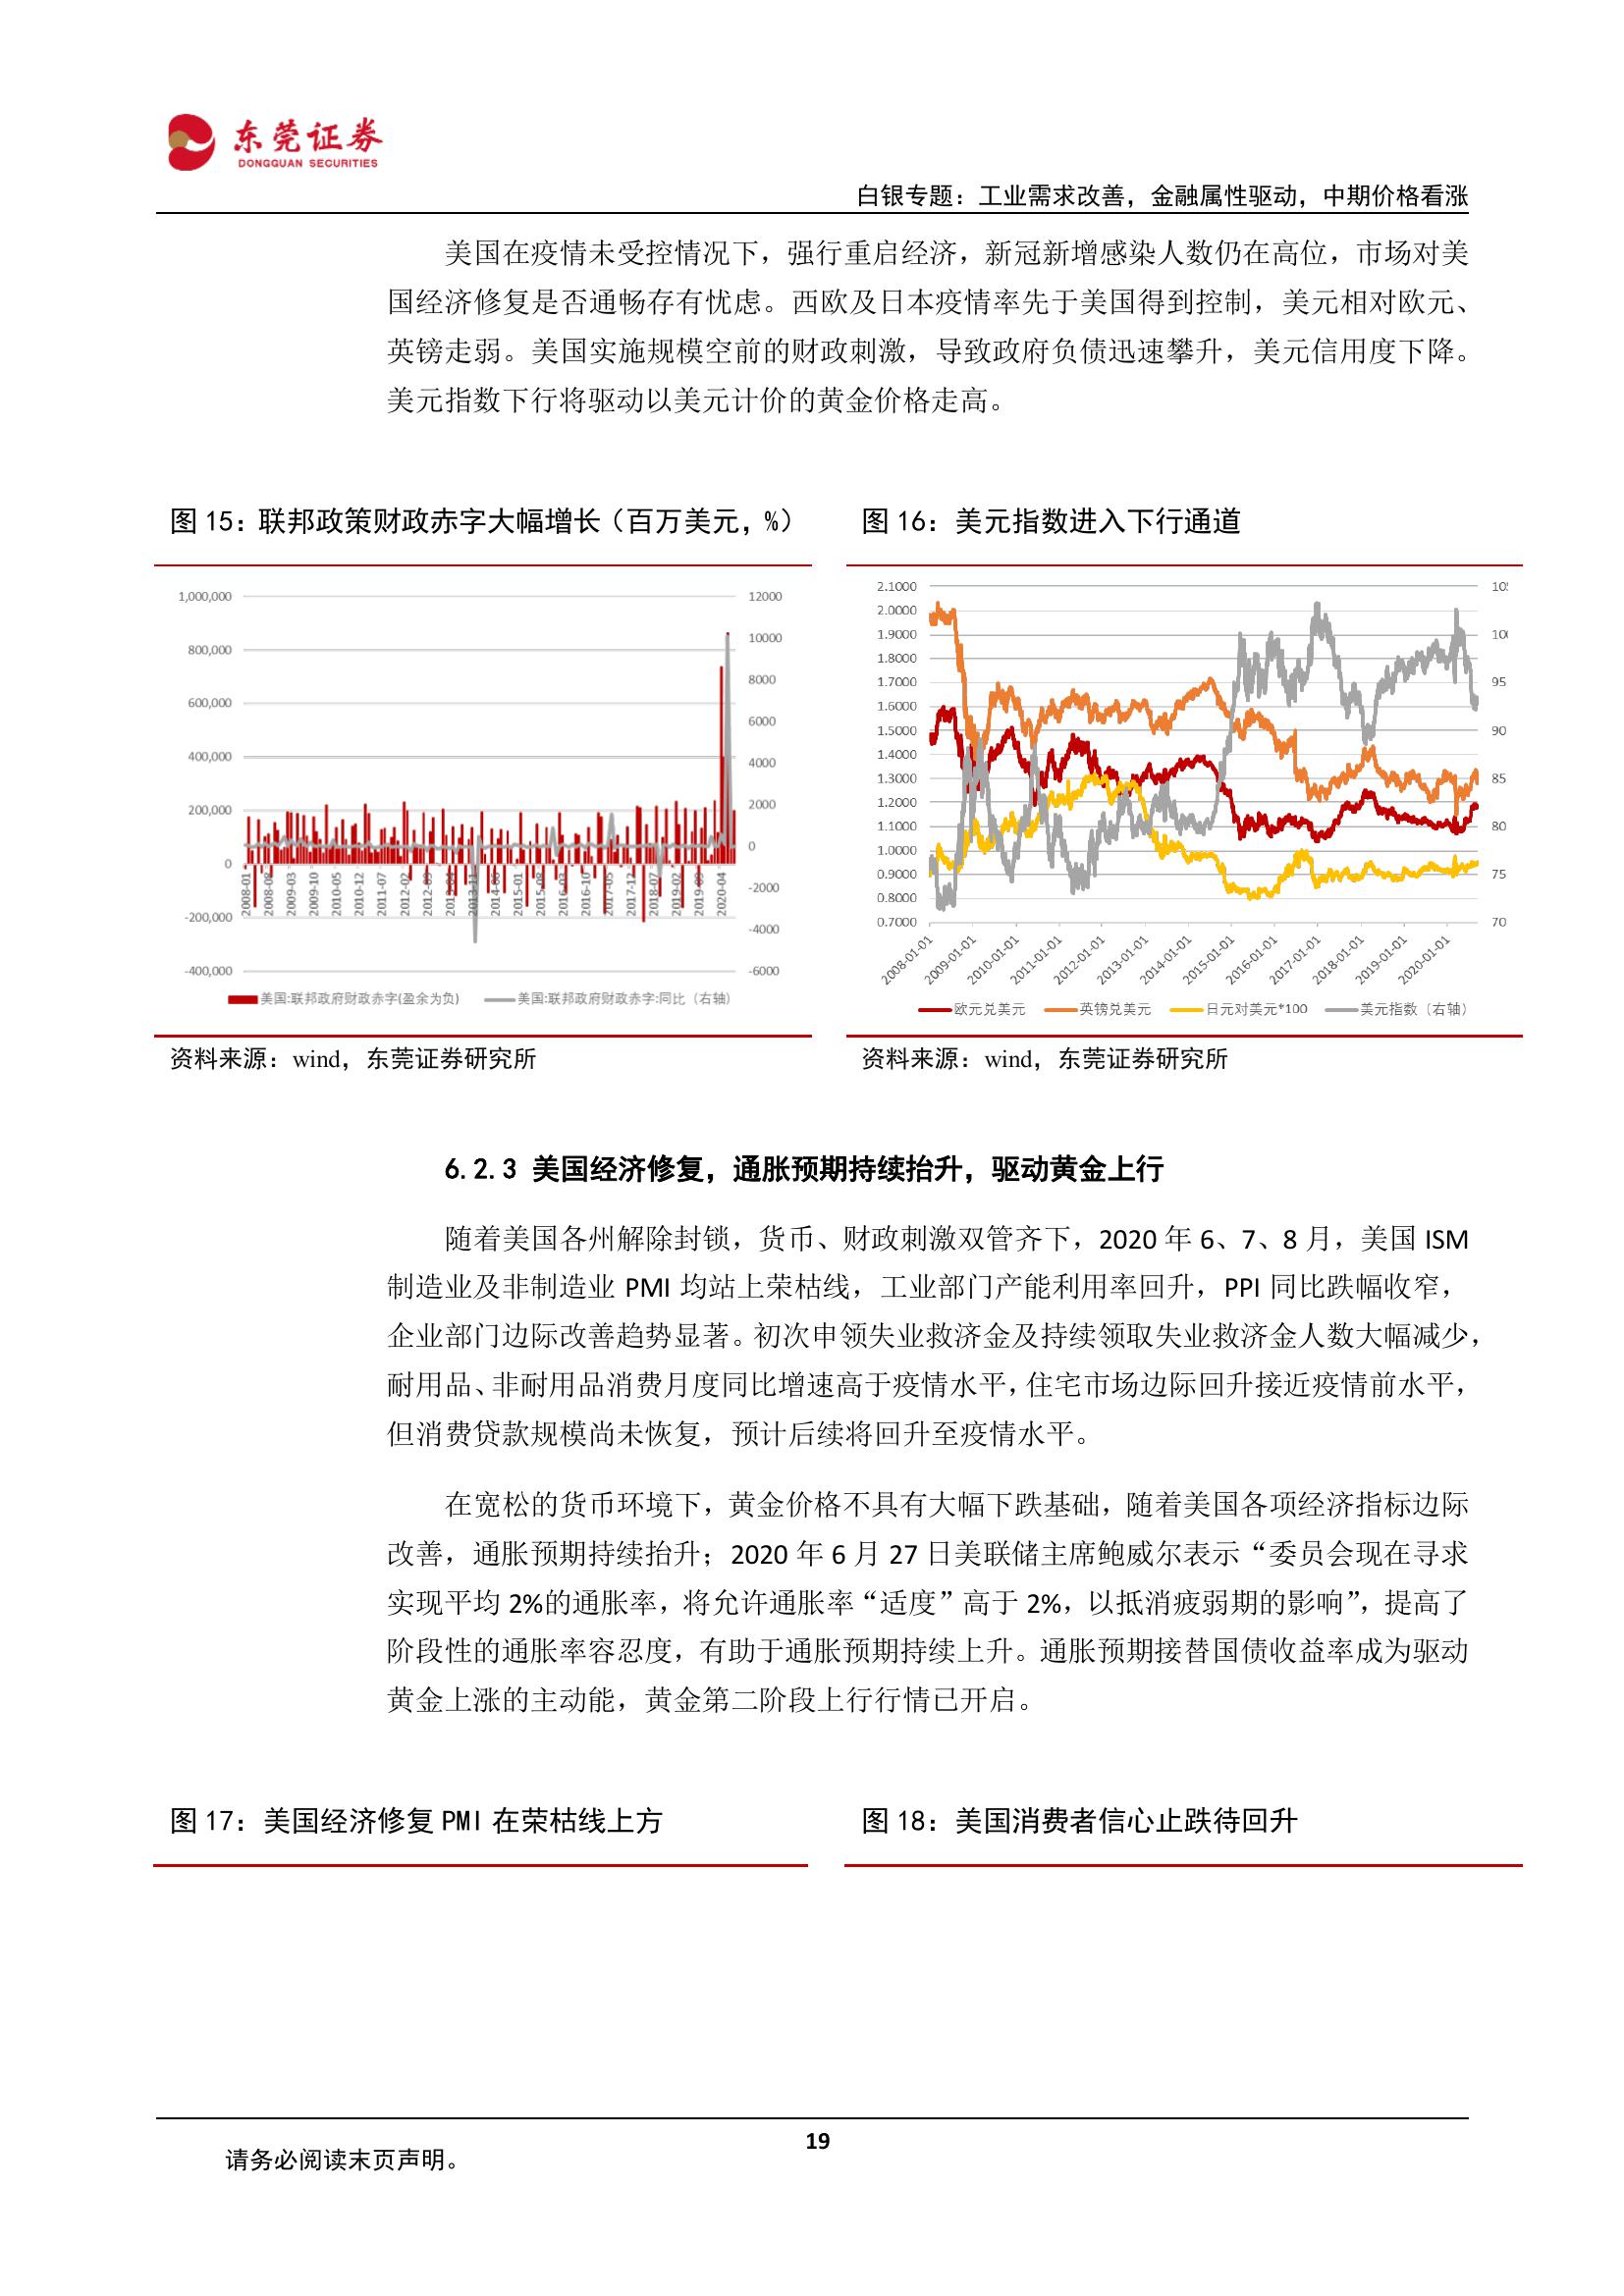 东莞证券
DONGGUAN SECURITIES
白银专题：工业需求改善，金融属性驱动，中期价格看涨
美国在疫情未受控情况下，强行重启经济，新冠新增感染人数仍在高位，市场对美
国经济修复是否通畅存有忧虑。西欧及日本疫情率先于美国得到控制，美元相对欧元、
英镑走弱。美国实施规模空前的财政刺激，导致政府负债迅速攀升，美元信用度下降。
美元指数下行将驱动以美元计价的黄金价格走高。
图 15：联邦政策财政赤字大幅增长（百万美元，%）
1,000,000
800,000
600,000
400,000
200,000
0
-200,000
-400,000
12000
10000
8000
6000
4000
2000
0
-2000
-4000
-6000
2008-01
2008-08
2009-03
2009-10
2010-05
2010-12
2011-07
2012-02
2012-09
2013-04
2013-11
2014-06
2015-01
2015-08
2016-03
2016-10
2017-05
2017-12
2018-07
2019-02
2019-09
2020-04
美国:联邦政府财政赤字(盈余为负)
美国:联邦政府财政赤字:同比（右轴）
资料来源：wind，东莞证券研究所
图 16：美元指数进入下行通道
2.1000
2.0000
1.9000
1.8000
1.7000
1.6000
1.5000
1.4000
1.3000
1.2000
1.1000
1.0000
0.9000
0.8000
0.7000
95
90
85
80
75
70
2008-01-01
2009-01-01
2010-01-01
2011-01-01
2012-01-01
2013-01-01
2014-01-01
2015-01-01
2016-01-01
2017-01-01
2018-01-01
2019-01-01
2020-01-01
欧元兑美元
英镑兑美元
日元对美元*100
美元指数（右轴）
资料来源：wind，东莞证券研究所
6.2.3 美国经济修复，通胀预期持续抬升，驱动黄金上行
随着美国各州解除封锁，货币、财政刺激双管齐下，2020 年 6、7、8 月，美国 ISM
制造业及非制造业 PMI 均站上荣枯线，工业部门产能利用率回升，PPI 同比跌幅收窄，
企业部门边际改善趋势显著。初次申领失业救济金及持续领取失业救济金人数大幅减少，
耐用品、非耐用品消费月度同比增速高于疫情水平，住宅市场边际回升接近疫情前水平，
但消费贷款规模尚未恢复，预计后续将回升至疫情水平。
在宽松的货币环境下，黄金价格不具有大幅下跌基础，随着美国各项经济指标边际
改善，通胀预期持续抬升；2020 年 6 月 27 日美联储主席鲍威尔表示“委员会现在寻求
实现平均 2%的通胀率，将允许通胀率“适度”高于 2%，以抵消疲弱期的影响”，提高了
阶段性的通胀率容忍度，有助于通胀预期持续上升。通胀预期接替国债收益率成为驱动
黄金上涨的主动能，黄金第二阶段上行行情已开启。
图 17：美国经济修复 PMI 在荣枯线上方
图 18：美国消费者信心止跌待回升
19
请务必阅读末页声明。